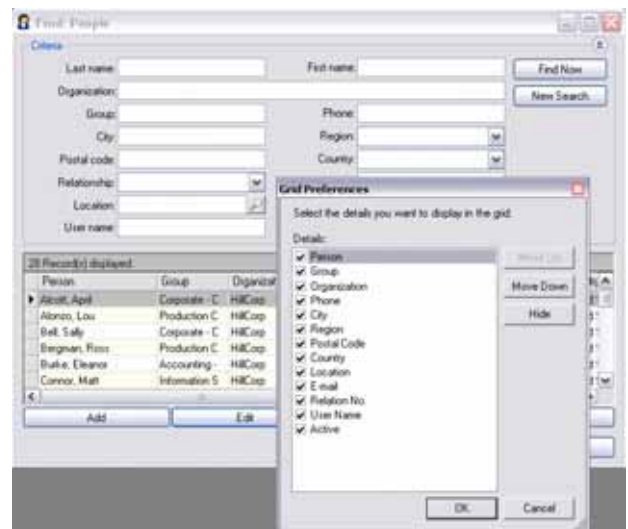 Find: People
Criteria
Last name: First name: Find Now
Organization: New Search
Group: Phone:
City: Region:
Postal code: Country:
Relationship:
Location:
User name:
28 Record(s) displayed.
Person Group Organizat
Alcott, April Corporate - C HillCorp
Alonzo, Lou Production C HillCorp
Bell, Sally Corporate - C HillCorp
Bergman, Ross Production C HillCorp
Burke, Eleanor Accounting - HillCorp
Connor, Matt Information S HillCorp
Add Edit
Grid Preferences
Select the details you want to display in the grid.
Details:
Person
Group
Organization
Phone
City
Region
Postal Code
Country
Location
E-mail
Relation No.
User Name
Active
Move Up
Move Down
Hide
OK Cancel